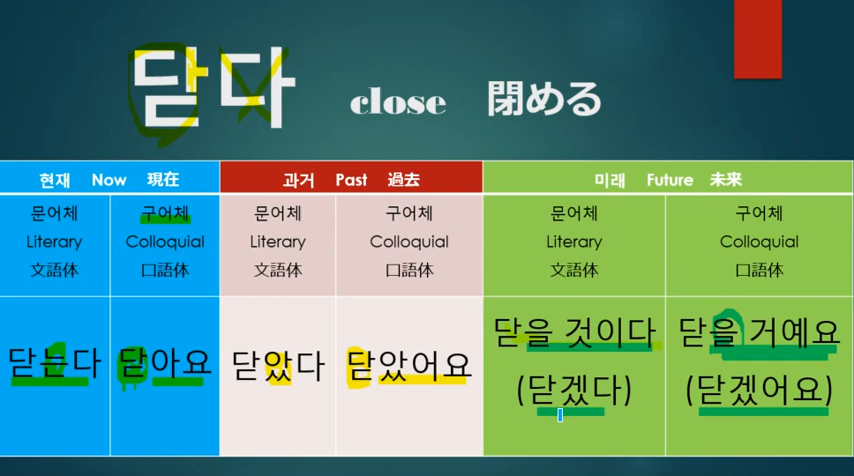 닫다 close 閉める
현재 Now 現在 과거 Past 過去 미래 Future 未来
문어체 구어체 문어체 구어체 문어체 구어체
Literary Colloquial Literary Colloquial Literary Colloquial
文語体 口語体 文語体 口語体 文語体 口語体
닫는다 닫아요 닫았다 닫았어요 닫을 것이다 닫을 거예요
(닫겠다) (닫겠어요)